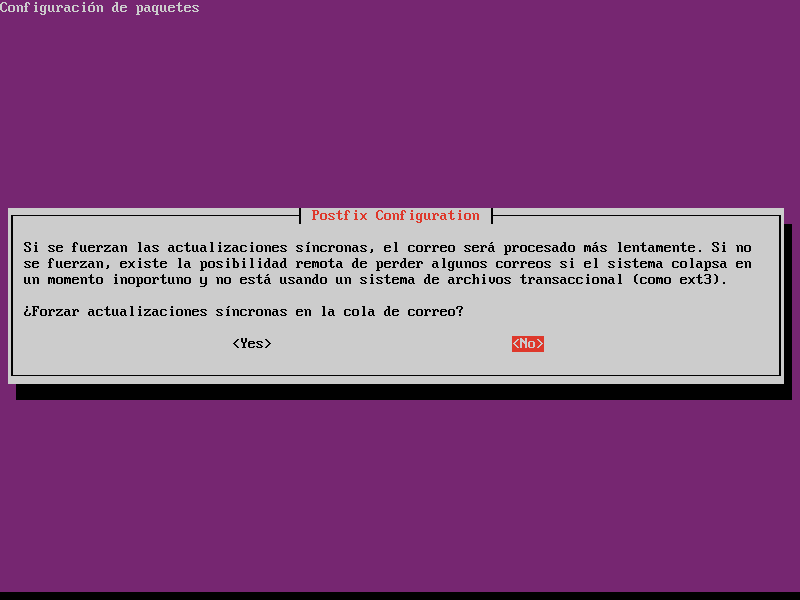 Configuración de paquetes
Postfix Configuration
Si se fuerzan las actualizaciones síncronas, el correo será procesado más lentamente. Si no
se fuerzan, existe la posibilidad remota de perder algunos correos si el sistema colapsa en
un momento inoportuno y no está usando un sistema de archivos transaccional (como ext3).
¿Forzar actualizaciones síncronas en la cola de correo?
<Yes> <No>